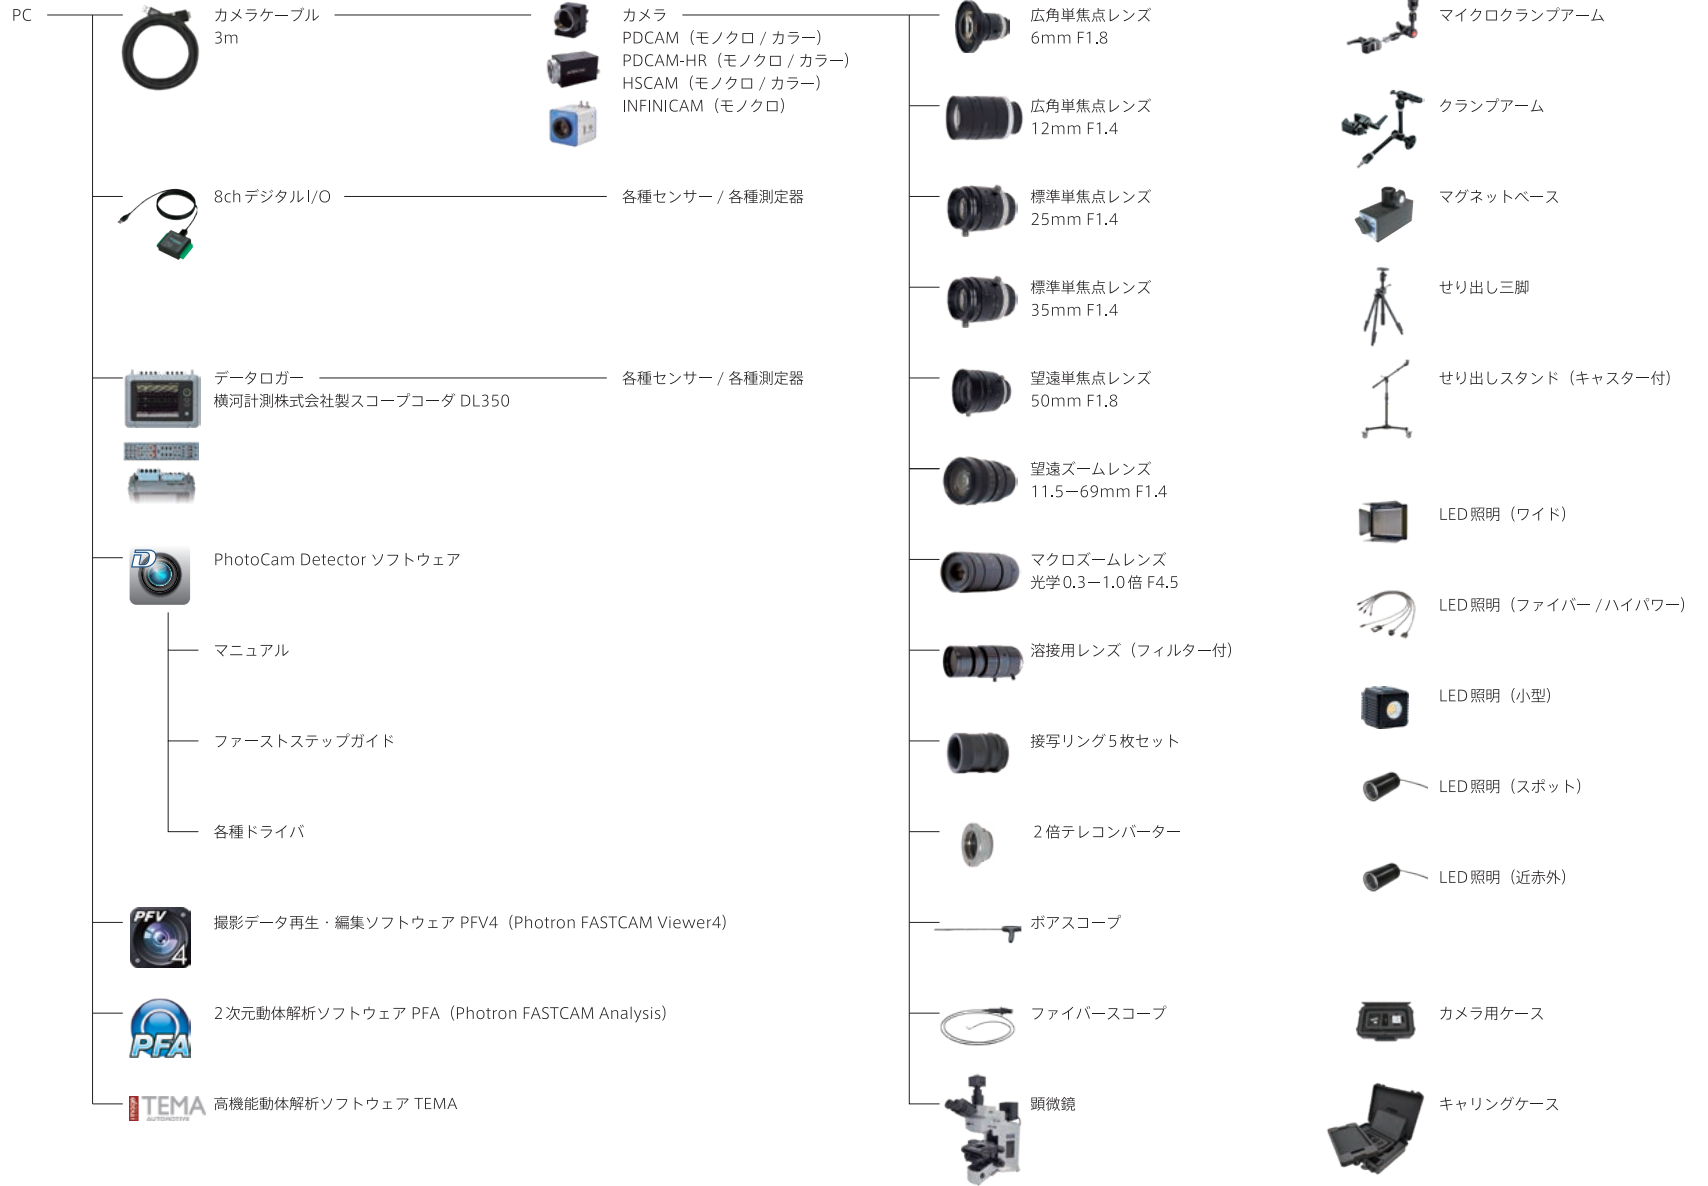 PC
カメラケーブル
3m
カメラ
PDCAM（モノクロ / カラー）
PDCAM-HR（モノクロ / カラー）
HSCAM（モノクロ / カラー）
INFINICAM（モノクロ）
8ch デジタル I/O
各種センサー / 各種測定器
データロガー
横河計測株式会社製スコープコーダ DL350
各種センサー / 各種測定器
D
PhotoCam Detector ソフトウェア
マニュアル
ファーストステップガイド
各種ドライバ
PFV
4
撮影データ再生・編集ソフトウェア PFV4（Photron FASTCAM Viewer4）
PFA
2次元動体解析ソフトウェア PFA（Photron FASTCAM Analysis）
image
TEMA
AUTOMOTIVE
高機能動体解析ソフトウェア TEMA
広角単焦点レンズ
6mm F1.8
広角単焦点レンズ
12mm F1.4
標準単焦点レンズ
25mm F1.4
標準単焦点レンズ
35mm F1.4
望遠単焦点レンズ
50mm F1.8
望遠ズームレンズ
11.5ー69mm F1.4
マクロズームレンズ
光学0.3ー1.0倍 F4.5
溶接用レンズ（フィルター付）
接写リング5枚セット
2倍テレコンバーター
ボアスコープ
ファイバースコープ
顕微鏡
マイクロクランプアーム
クランプアーム
マグネットベース
せり出し三脚
せり出しスタンド（キャスター付）
LED照明（ワイド）
LED照明（ファイバー / ハイパワー）
LED照明（小型）
LED照明（スポット）
LED照明（近赤外）
カメラ用ケース
キャリングケース